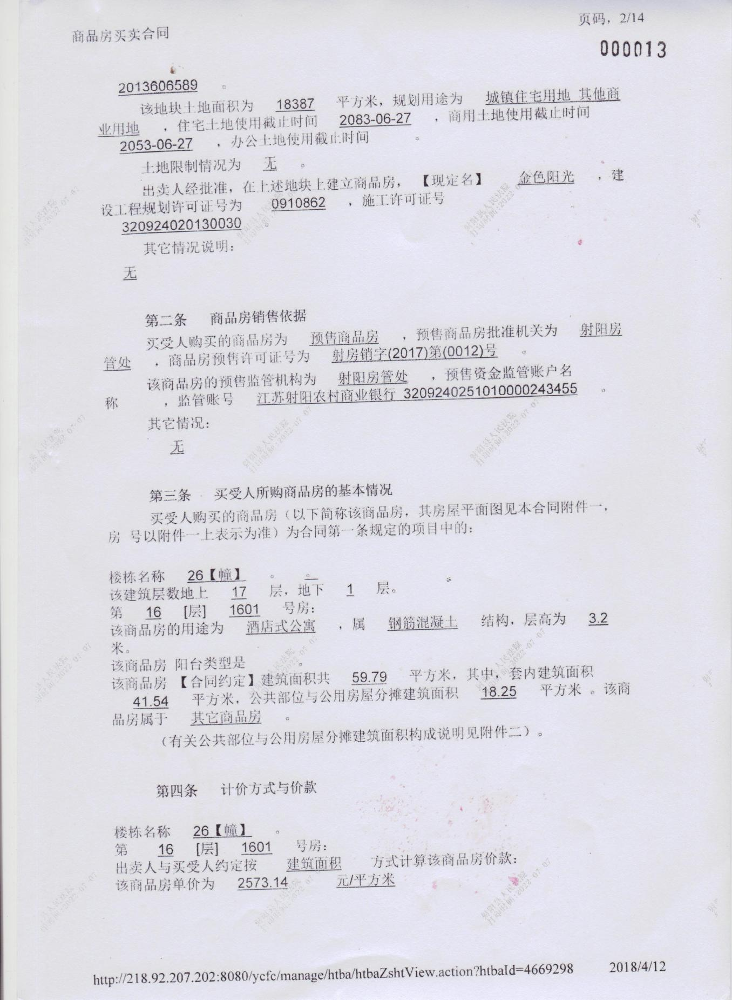 商品房买卖合同
页码，2/14
000013
2013606589 。
该地块土地面积为 18387 平方米，规划用途为 城镇住宅用地 其他商
业用地 ，住宅土地使用截止时间 2083-06-27 ，商用土地使用截止时间
2053-06-27 ，办公土地使用截止时间 。
土地限制情况为 无 。
出卖人经批准，在上述地块上建立商品房，【现定名】 金色阳光 ，建
设工程规划许可证号为 0910862 ，施工许可证号
320924020130030
其它情况说明：
无
第二条 商品房销售依据
买受人购买的商品房为 预售商品房 ，预售商品房批准机关为 射阳房
管处 ，商品房预售许可证号为 射房销字(2017)第(0012)号 。
该商品房的预售监管机构为 射阳房管处 ，预售资金监管账户名
称 ，监管账号 江苏射阳农村商业银行 3209240251010000243455 。
其它情况：
无
第三条 买受人所购商品房的基本情况
买受人购买的商品房（以下简称该商品房，其房屋平面图见本合同附件一，
房 号以附件一上表示为准）为合同第一条规定的项目中的：
楼栋名称 26【幢】 。 。
该建筑层数地上 17 层，地下 1 层。
第 16 [层] 1601 号房：
该商品房的用途为 酒店式公寓 ，属 钢筋混凝土 结构，层高为 3.2
米。
该商品房 阳台类型是 。
该商品房 【合同约定】建筑面积共 59.79 平方米，其中，套内建筑面积
41.54 平方米，公共部位与公用房屋分摊建筑面积 18.25 平方米 。该商
品房属于 其它商品房 。
（有关公共部位与公用房屋分摊建筑面积构成说明见附件二）。
第四条 计价方式与价款
楼栋名称 26【幢】 。
第 16 [层] 1601 号房：
出卖人与买受人约定按 建筑面积 方式计算该商品房价款：
该商品房单价为 2573.14 元/平方米
射阳县人民法院
打印时间：2022-07-07
http://218.92.207.202:8080/ycfc/manage/htba/htbaZshtView.action?htbaId=4669298
2018/4/12